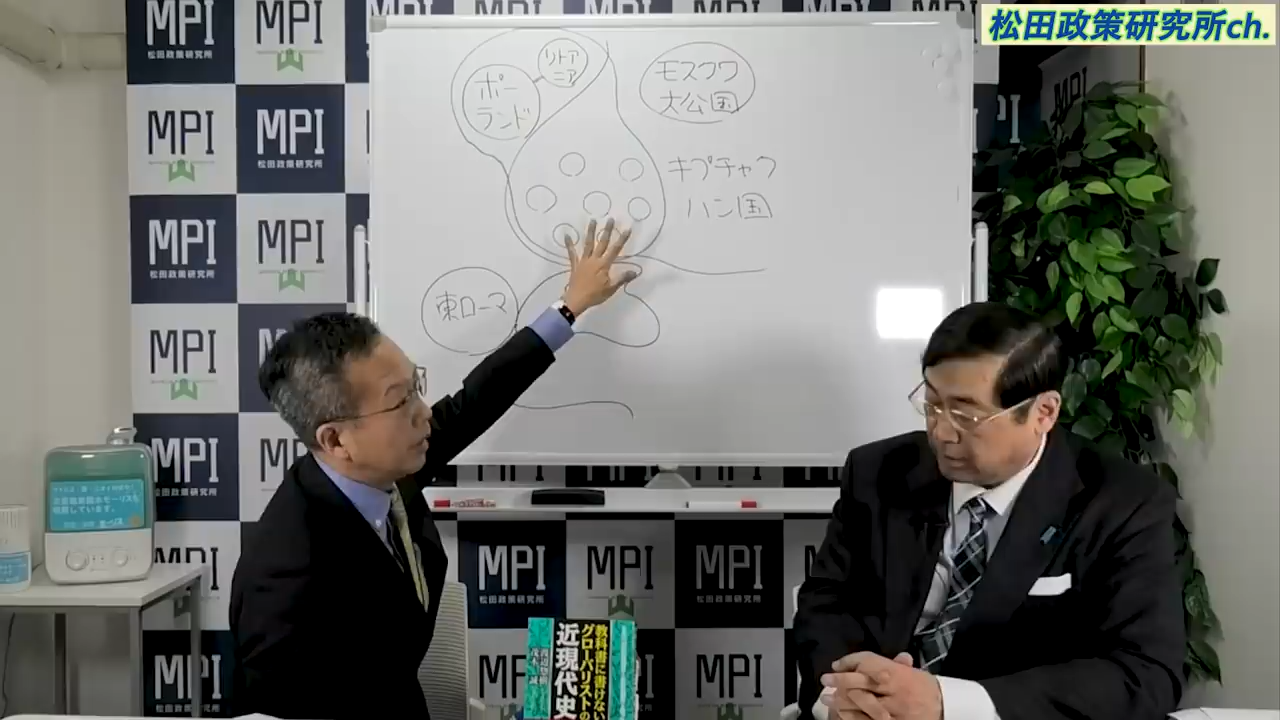 松田政策研究所ch.
MPI
松田政策研究所
リトア
ニア
ポー
ランド
モスクワ
大公国
キプチャク
ハン国
東ローマ
教科書に書けない
グローバリストの
近現代史